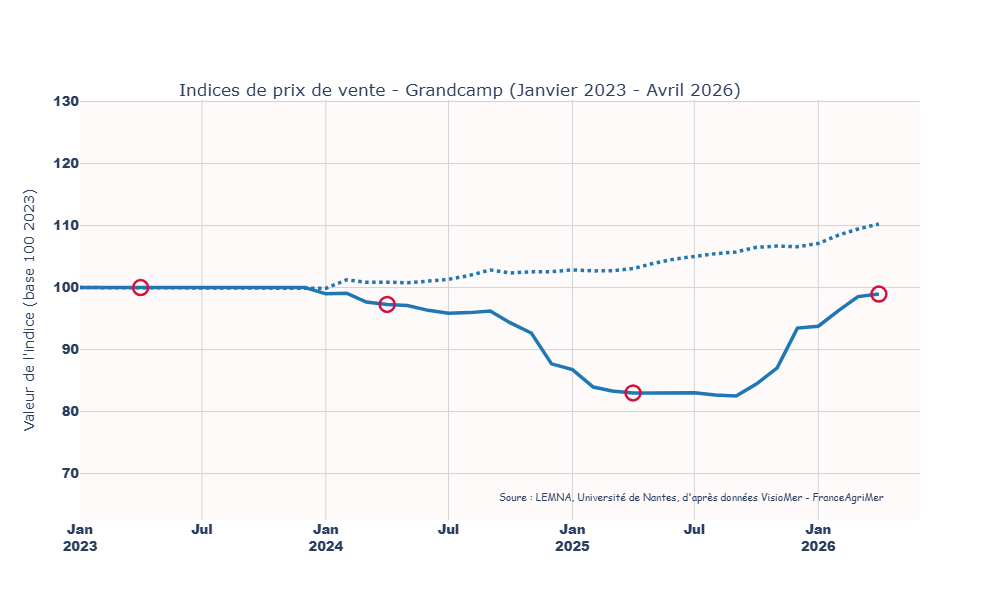 Indices de prix de vente - Grandcamp (Janvier 2023 - Avril 2026)
130
120
110
100
90
80
70
Valeur de l'indice (base 100 2023)
Soure : LEMNA, Université de Nantes, d'après données VisioMer - FranceAgriMer
Jan Jul Jan Jul Jan Jul Jan
2023 2024 2025 2026